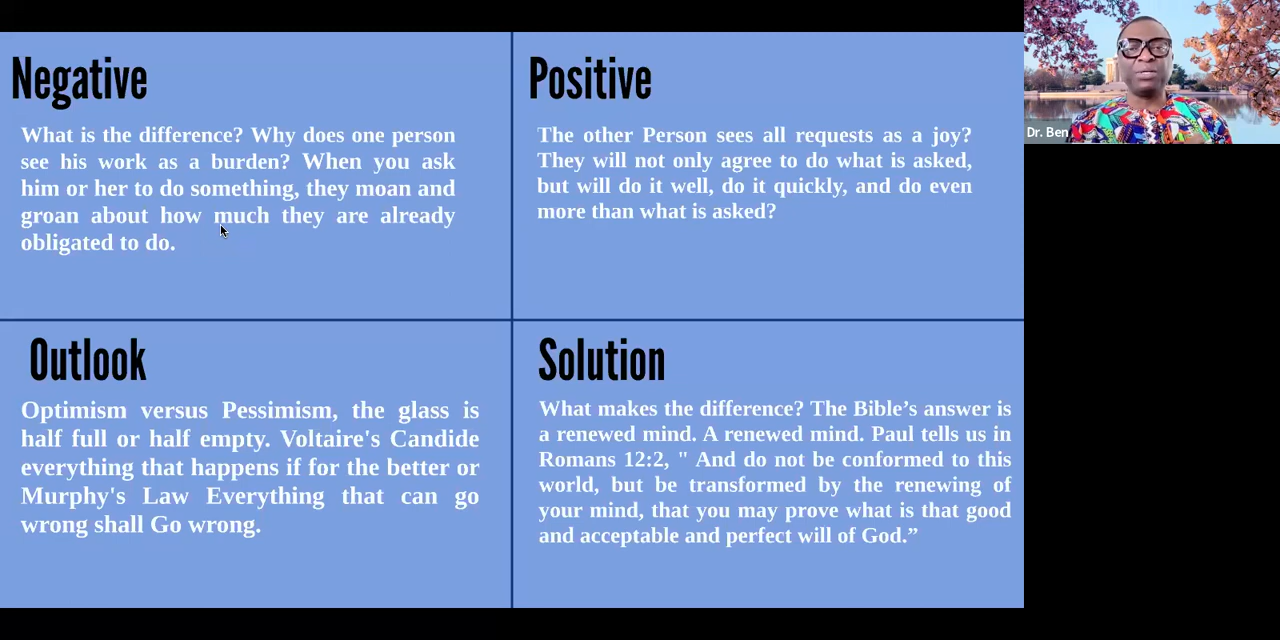 Negative
What is the difference? Why does one person
see his work as a burden? When you ask
him or her to do something, they moan and
groan about how much they are already
obligated to do.
Positive
The other Person sees all requests as a joy?
They will not only agree to do what is asked,
but will do it well, do it quickly, and do even
more than what is asked?
Outlook
Optimism versus Pessimism, the glass is
half full or half empty. Voltaire's Candide
everything that happens if for the better or
Murphy's Law Everything that can go
wrong shall Go wrong.
Solution
What makes the difference? The Bible’s answer is
a renewed mind. A renewed mind. Paul tells us in
Romans 12:2, " And do not be conformed to this
world, but be transformed by the renewing of
your mind, that you may prove what is that good
and acceptable and perfect will of God.”
Dr. Ben